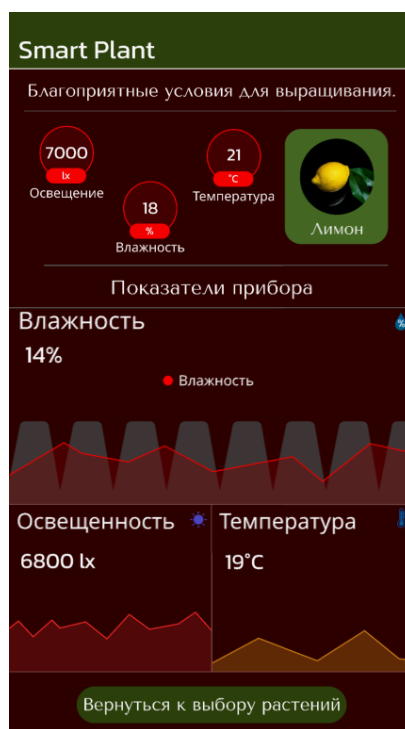 Smart Plant
Благоприятные условия для выращивания.
7000
lx
Освещение
18
%
Влажность
21
°C
Температура
Лимон
Показатели прибора
Влажность
%
14%
Влажность
Освещенность
6800 lx
Температура
19°C
Вернуться к выбору растений